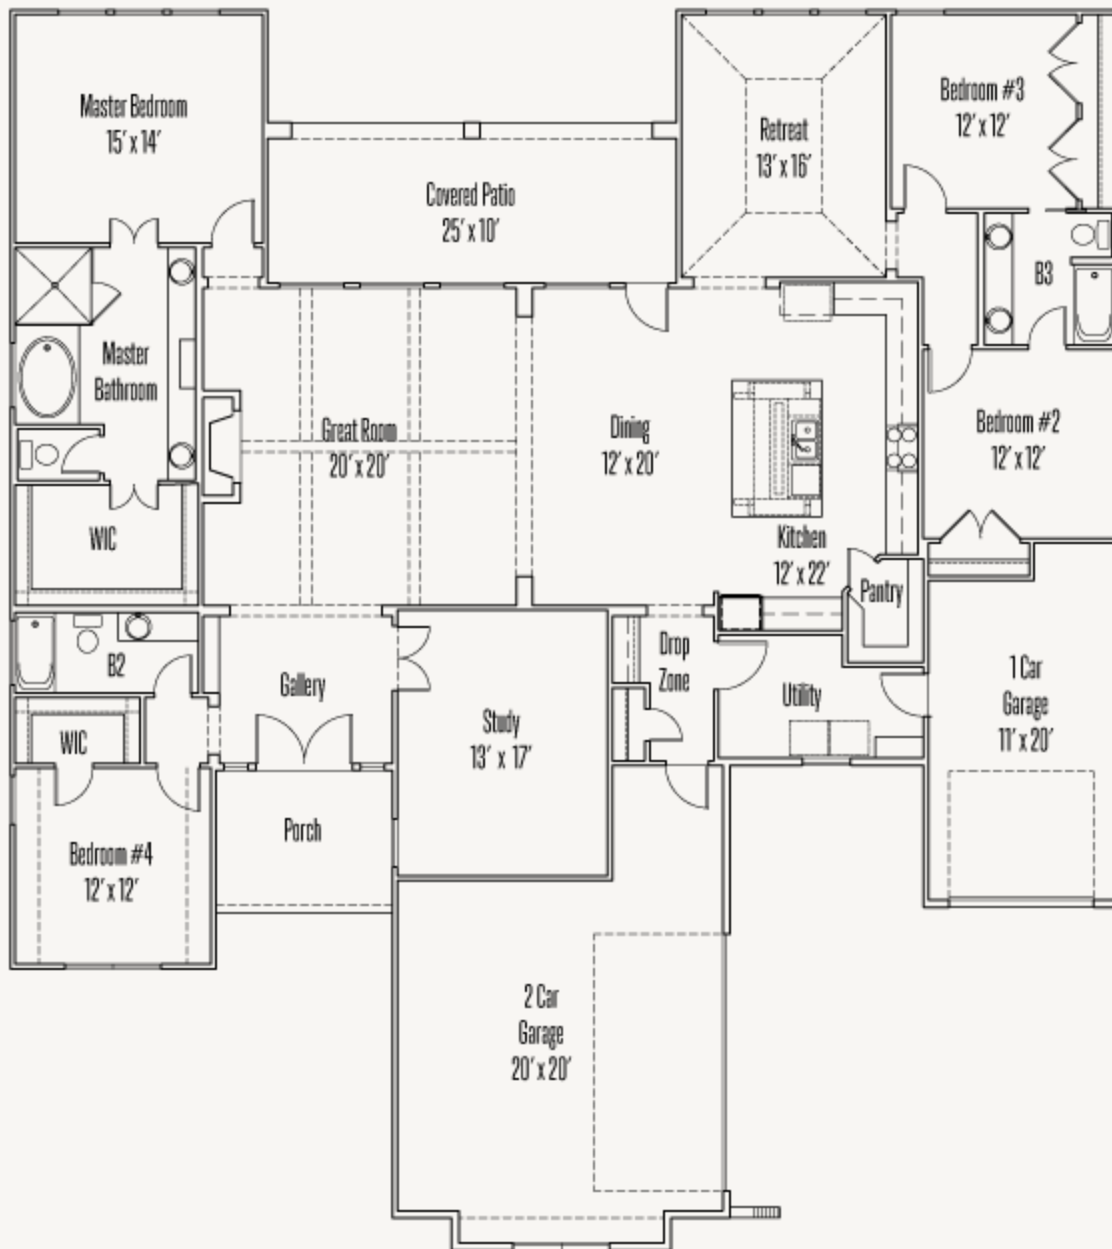 Master Bedroom
15' x 14'
Covered Patio
25' x 10'
Retreat
13' x 16'
Bedroom #3
12' x 12'
B3
Master
Bathroom
Great Room
20' x 20'
Dining
12' x 20'
Bedroom #2
12' x 12'
WIC
Kitchen
12' x 22'
Pantry
B2
Gallery
Drop
Zone
Utility
1 Car
Garage
11' x 20'
WIC
Study
13' x 17'
Bedroom #4
12' x 12'
Porch
2 Car
Garage
20' x 20'